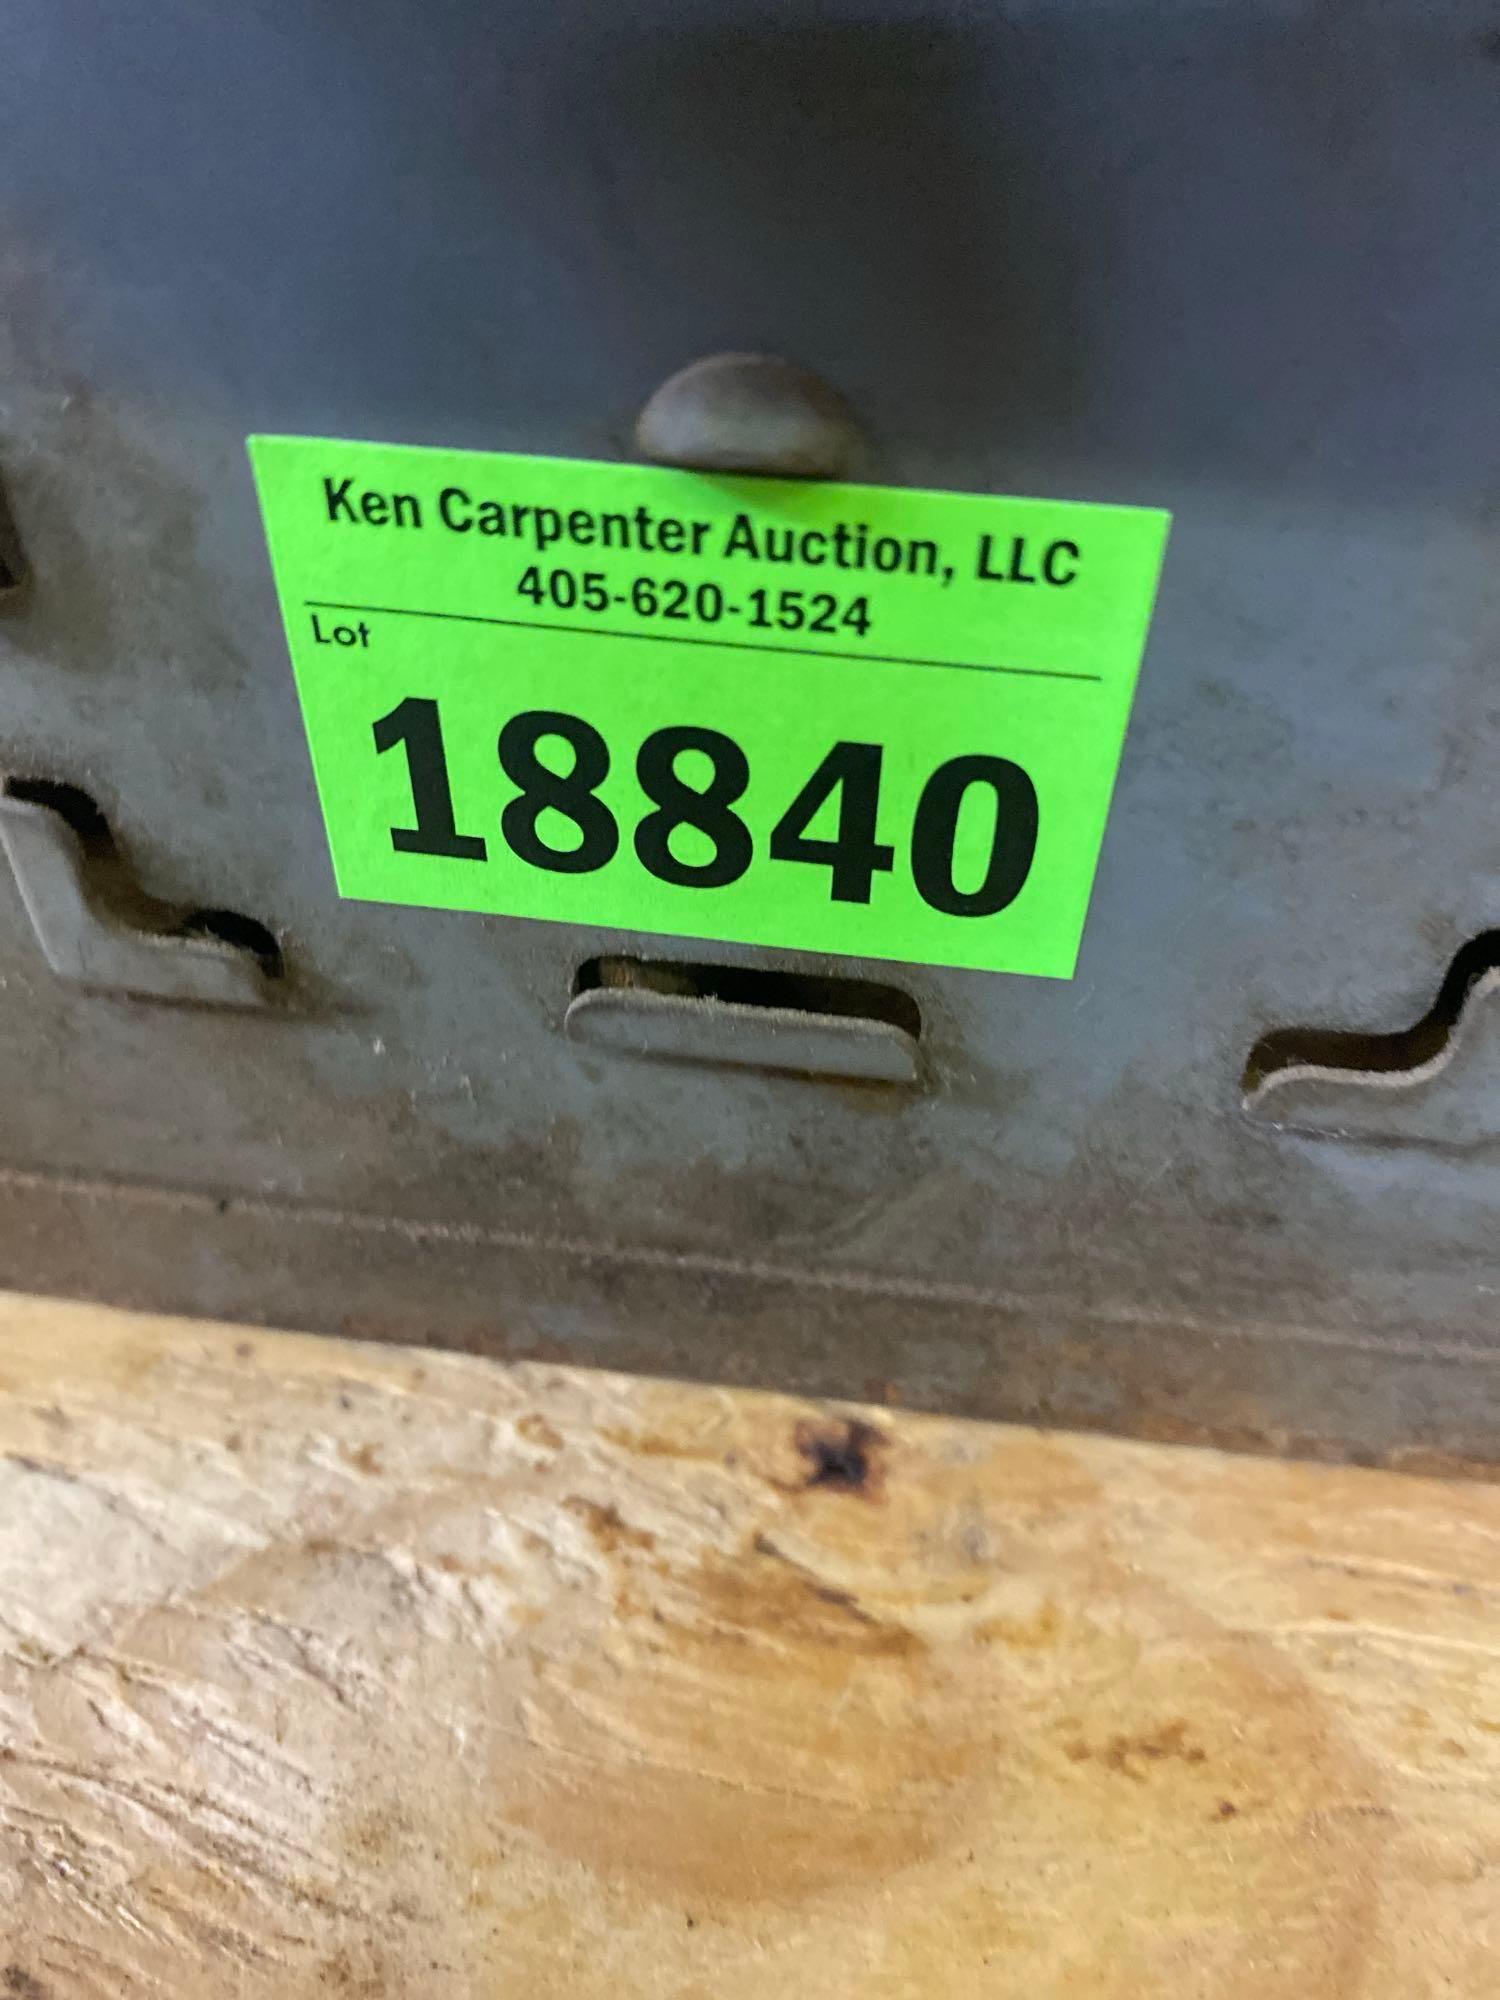 Ken Carpenter Auction, LLC
405-620-1524
Lot
18840